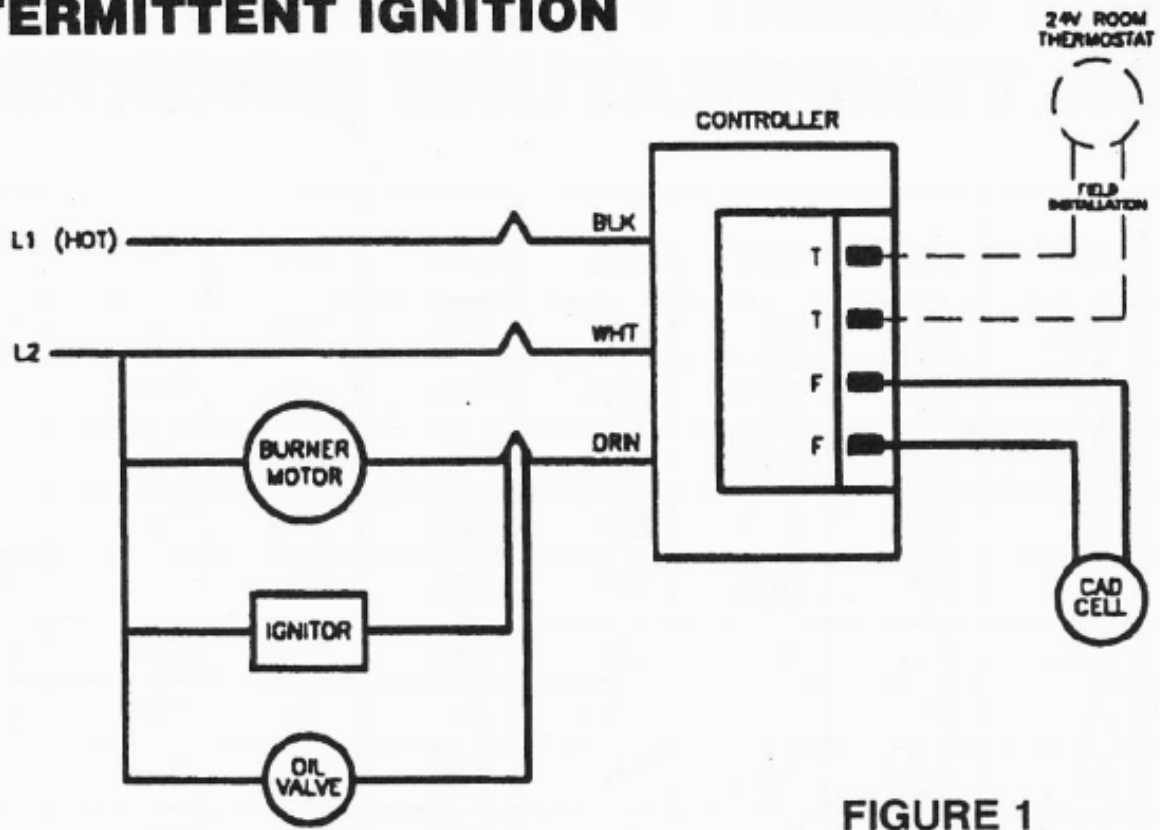 TERMITTENT IGNITION
24V ROOM
THERMOSTAT
CONTROLLER
FIELD
INSTALLATION
L1 (HOT)
BLK
T
L2
WHT
T
F
BURNER
MOTOR
ORN
F
CAD
CELL
IGNITOR
OIL
VALVE
FIGURE 1